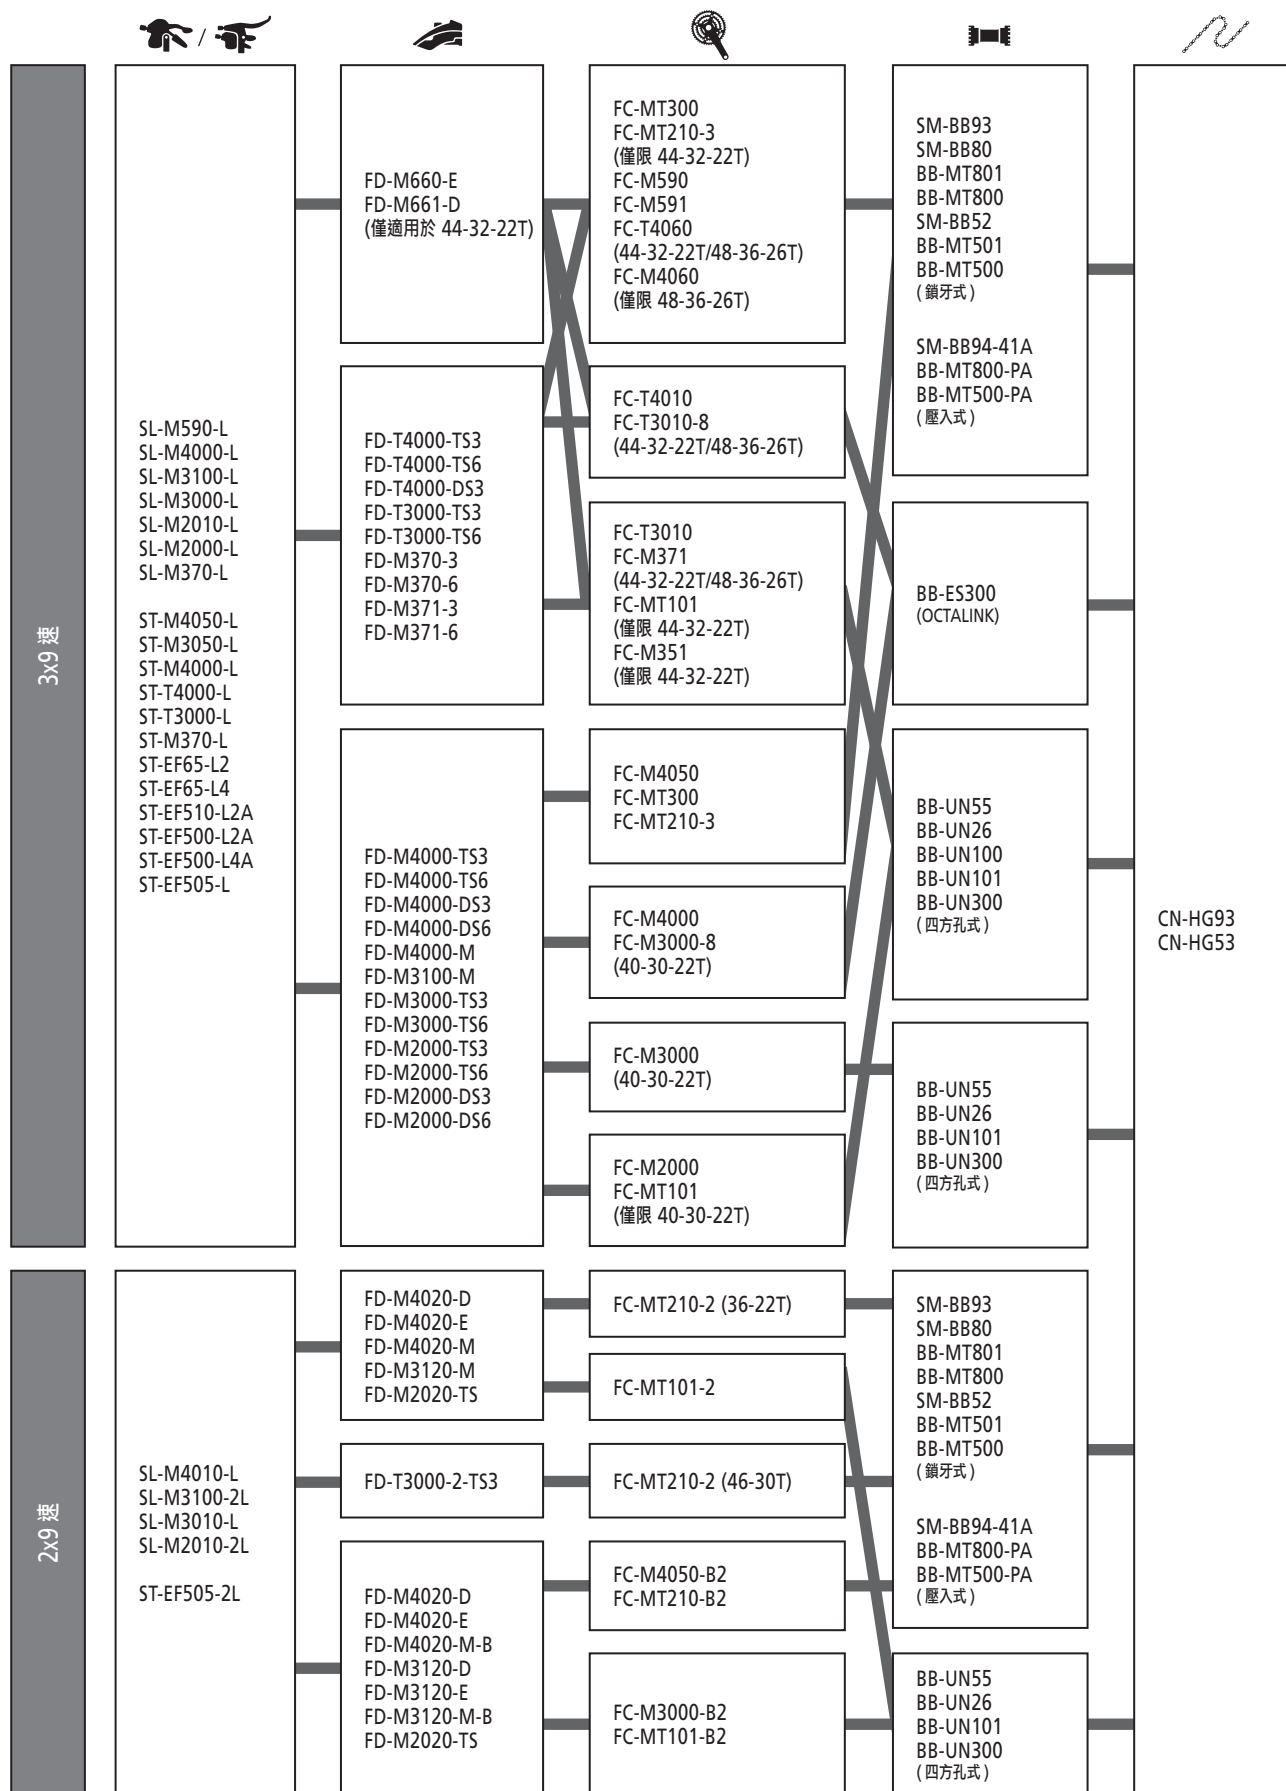 /
3x9 速
SL-M590-L
SL-M4000-L
SL-M3100-L
SL-M3000-L
SL-M2010-L
SL-M2000-L
SL-M370-L
ST-M4050-L
ST-M3050-L
ST-M4000-L
ST-T4000-L
ST-T3000-L
ST-M370-L
ST-EF65-L2
ST-EF65-L4
ST-EF510-L2A
ST-EF500-L2A
ST-EF500-L4A
ST-EF505-L
FD-M660-E
FD-M661-D
(僅適用於 44-32-22T)
FD-T4000-TS3
FD-T4000-TS6
FD-T4000-DS3
FD-T3000-TS3
FD-T3000-TS6
FD-M370-3
FD-M370-6
FD-M371-3
FD-M371-6
FD-M4000-TS3
FD-M4000-TS6
FD-M4000-DS3
FD-M4000-DS6
FD-M4000-M
FD-M3100-M
FD-M3000-TS3
FD-M3000-TS6
FD-M2000-TS3
FD-M2000-TS6
FD-M2000-DS3
FD-M2000-DS6
FC-MT300
FC-MT210-3
(僅限 44-32-22T)
FC-M590
FC-M591
FC-T4060
(44-32-22T/48-36-26T)
FC-M4060
(僅限 48-36-26T)
FC-T4010
FC-T3010-8
(44-32-22T/48-36-26T)
FC-T3010
FC-M371
(44-32-22T/48-36-26T)
FC-MT101
(僅限 44-32-22T)
FC-M351
(僅限 44-32-22T)
FC-M4050
FC-MT300
FC-MT210-3
FC-M4000
FC-M3000-8
(40-30-22T)
FC-M3000
(40-30-22T)
FC-M2000
FC-MT101
(僅限 40-30-22T)
SM-BB93
SM-BB80
BB-MT801
BB-MT800
SM-BB52
BB-MT501
BB-MT500
( 鎖牙式 )
SM-BB94-41A
BB-MT800-PA
BB-MT500-PA
( 壓入式 )
BB-ES300
(OCTALINK)
BB-UN55
BB-UN26
BB-UN100
BB-UN101
BB-UN300
( 四方孔式 )
BB-UN55
BB-UN26
BB-UN101
BB-UN300
( 四方孔式 )
CN-HG93
CN-HG53
2x9 速
SL-M4010-L
SL-M3100-2L
SL-M3010-L
SL-M2010-2L
ST-EF505-2L
FD-M4020-D
FD-M4020-E
FD-M4020-M
FD-M3120-M
FD-M2020-TS
FD-T3000-2-TS3
FD-M4020-D
FD-M4020-E
FD-M4020-M-B
FD-M3120-D
FD-M3120-E
FD-M3120-M-B
FD-M2020-TS
FC-MT210-2 (36-22T)
FC-MT101-2
FC-MT210-2 (46-30T)
FC-M4050-B2
FC-MT210-B2
FC-M3000-B2
FC-MT101-B2
SM-BB93
SM-BB80
BB-MT801
BB-MT800
SM-BB52
BB-MT501
BB-MT500
( 鎖牙式 )
SM-BB94-41A
BB-MT800-PA
BB-MT500-PA
( 壓入式 )
BB-UN55
BB-UN26
BB-UN101
BB-UN300
( 四方孔式 )